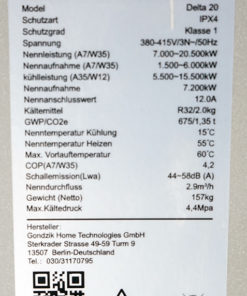 Model Delta 20
Schutzart IPX4
Schutzgrad Klasse 1
Spannung 380-415V/3N~/50Hz
Nennleistung (A7/W35) 7.000-20.500kW
Nennaufnahme (A7/W35) 1.500-6.000kW
kühlleistung (A35/W12) 5.500-15.500kW
Nennaufnahme 7.200kW
Nennanschlusswert 12.0A
Kältemittel R32/2.0kg
GWP/CO2e 675/1,35 t
Nenntemperatur Kühlung 15℃
Nenntemperatur Heizen 55℃
Max. Vorlauftemperatur 60℃
COP(A7/W35) 4,2
Schallemission(Lwa) 44~58dB (A)
Nenndurchfluss 2.9m³/h
Gewicht (Netto) 157kg
Max.Kältedruck 4,4Mpa
Hersteller:
Gondzik Home Technologies GmbH
Sterkrader Strasse 49-59 Turm 9
13507 Berlin-Deutschland
Tel.: 030/31170795